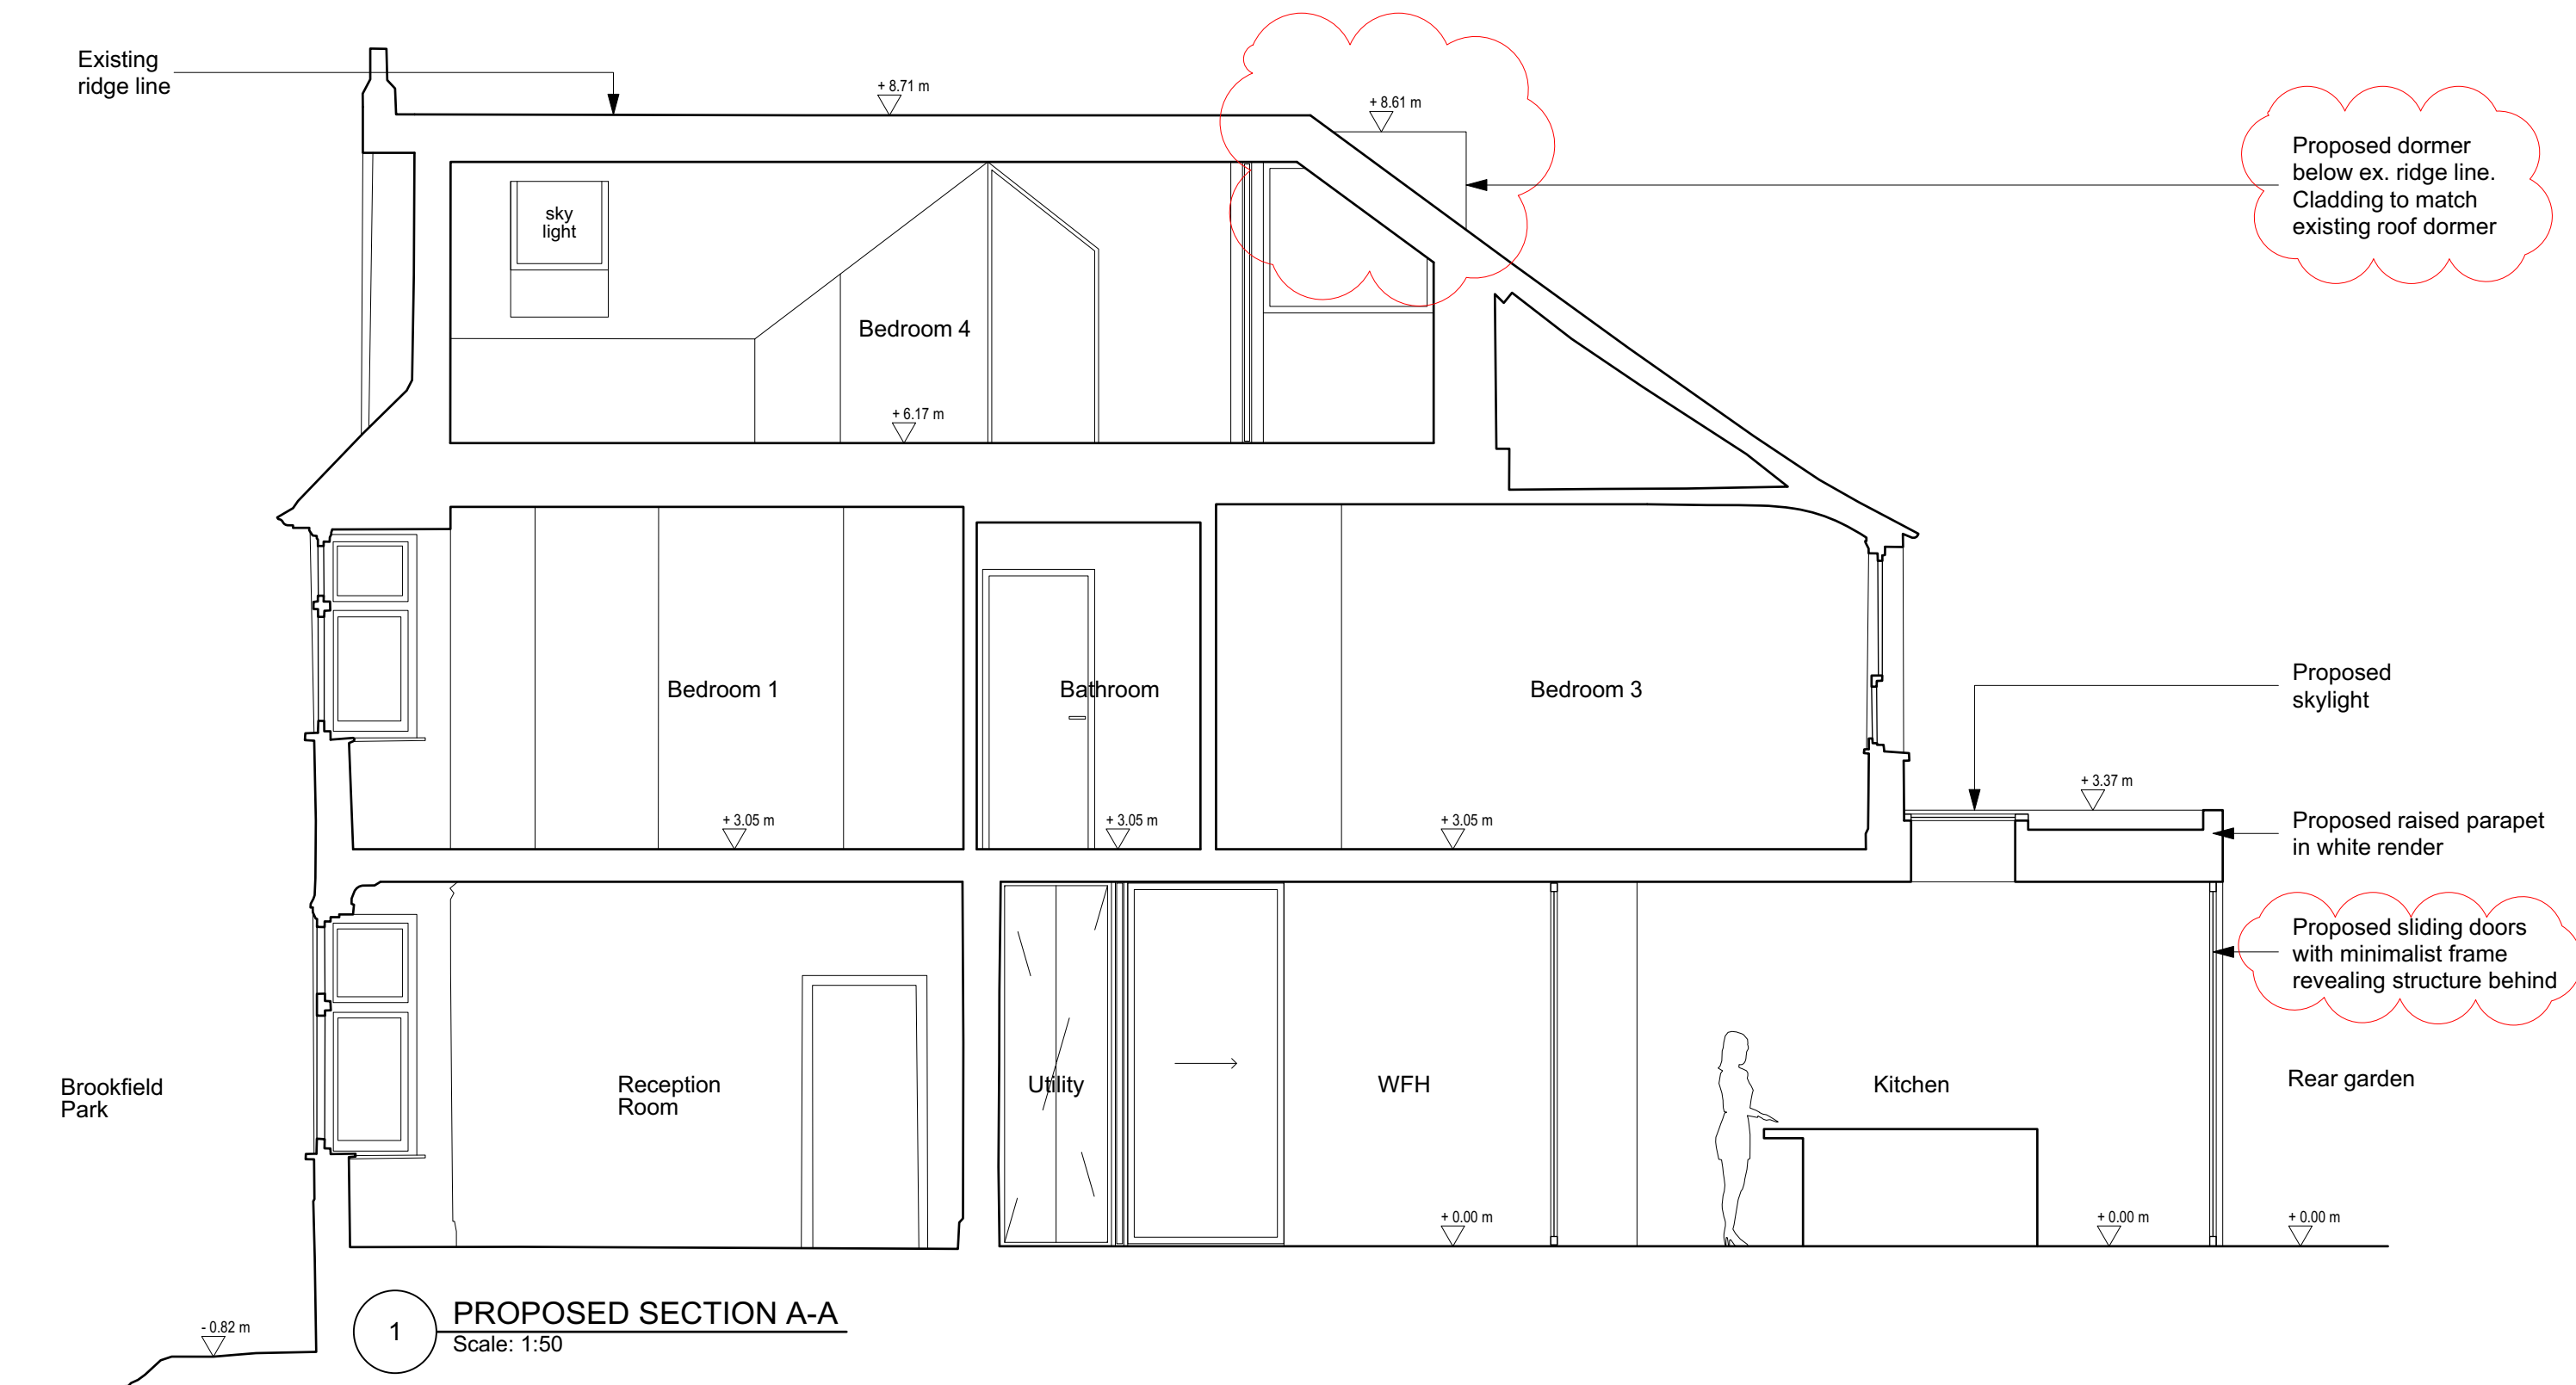 Existing
ridge line
+ 8.71 m
+ 8.61 m
Proposed dormer
below ex. ridge line.
Cladding to match
existing roof dormer
sky
light
Bedroom 4
+ 6.17 m
Bedroom 1
Bathroom
Bedroom 3
Proposed
skylight
+ 3.37 m
+ 3.05 m
+ 3.05 m
+ 3.05 m
Proposed raised parapet
in white render
Proposed sliding doors
with minimalist frame
revealing structure behind
Brookfield
Park
Reception
Room
Utility
WFH
Kitchen
Rear garden
+ 0.00 m
+ 0.00 m
+ 0.00 m
- 0.82 m
1
PROPOSED SECTION A-A
Scale: 1:50